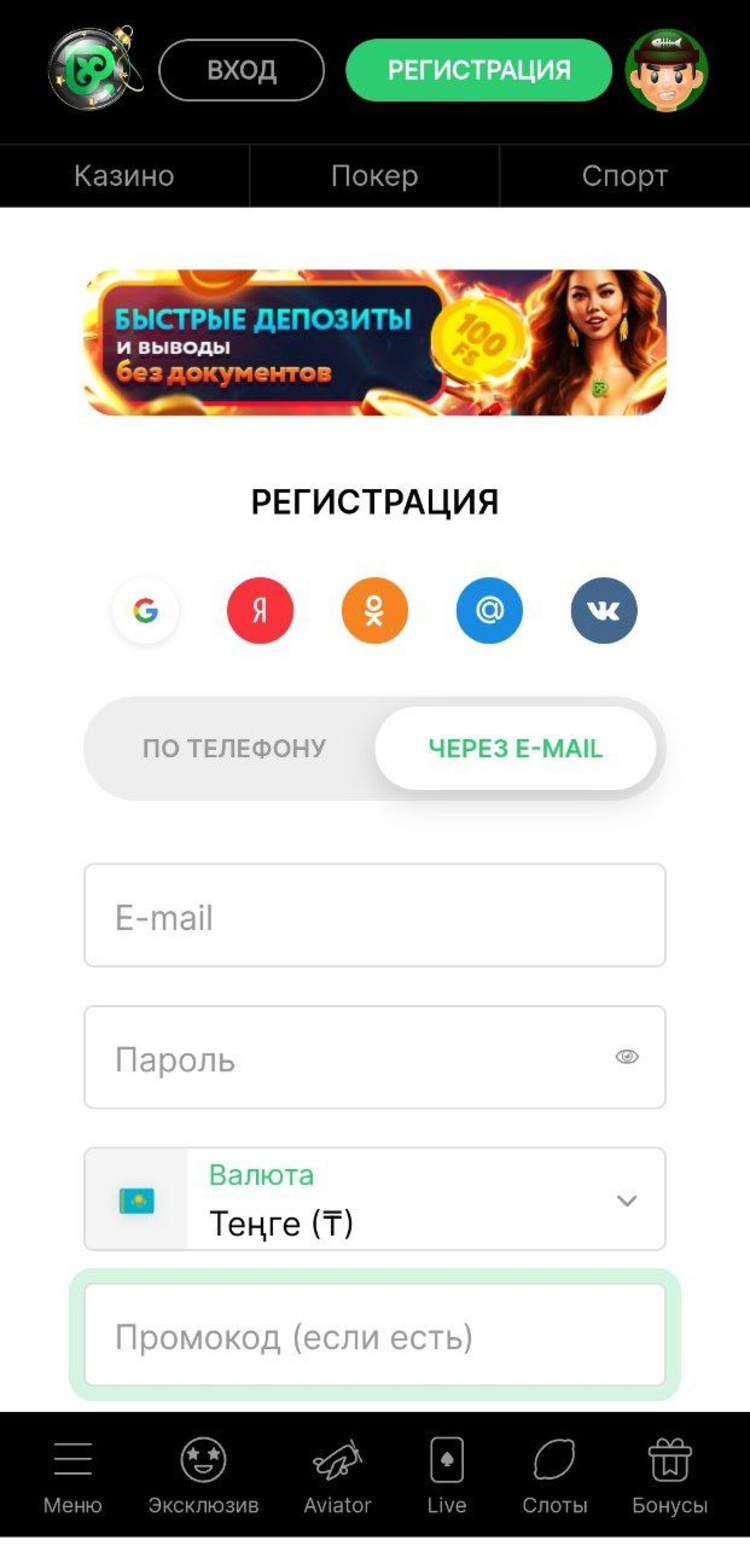 ВХОД
РЕГИСТРАЦИЯ
Казино
Покер
Спорт
БЫСТРЫЕ ДЕПОЗИТЫ
и выводы
без документов
100
FS
РЕГИСТРАЦИЯ
ПО ТЕЛЕФОНУ
ЧЕРЕЗ E-MAIL
E-mail
Пароль
Валюта
Теңге (₸)
Промокод (если есть)
Меню
Эксклюзив
Aviator
Live
Слоты
Бонусы